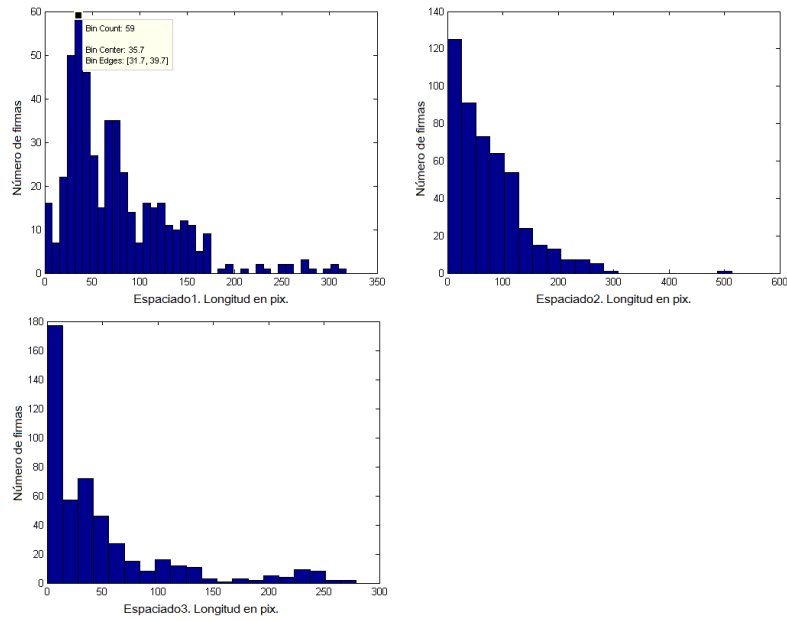 60
50
40
30
20
10
0
Número de firmas
Bin Count: 59
Bin Center: 35.7
Bin Edges: [31.7, 39.7]
0 50 100 150 200 250 300 350
Espaciado1. Longitud en pix.
140
120
100
80
60
40
20
0
Número de firmas
0 100 200 300 400 500 600
Espaciado2. Longitud en pix.
180
160
140
120
100
80
60
40
20
0
Número de firmas
0 50 100 150 200 250 300
Espaciado3. Longitud en pix.